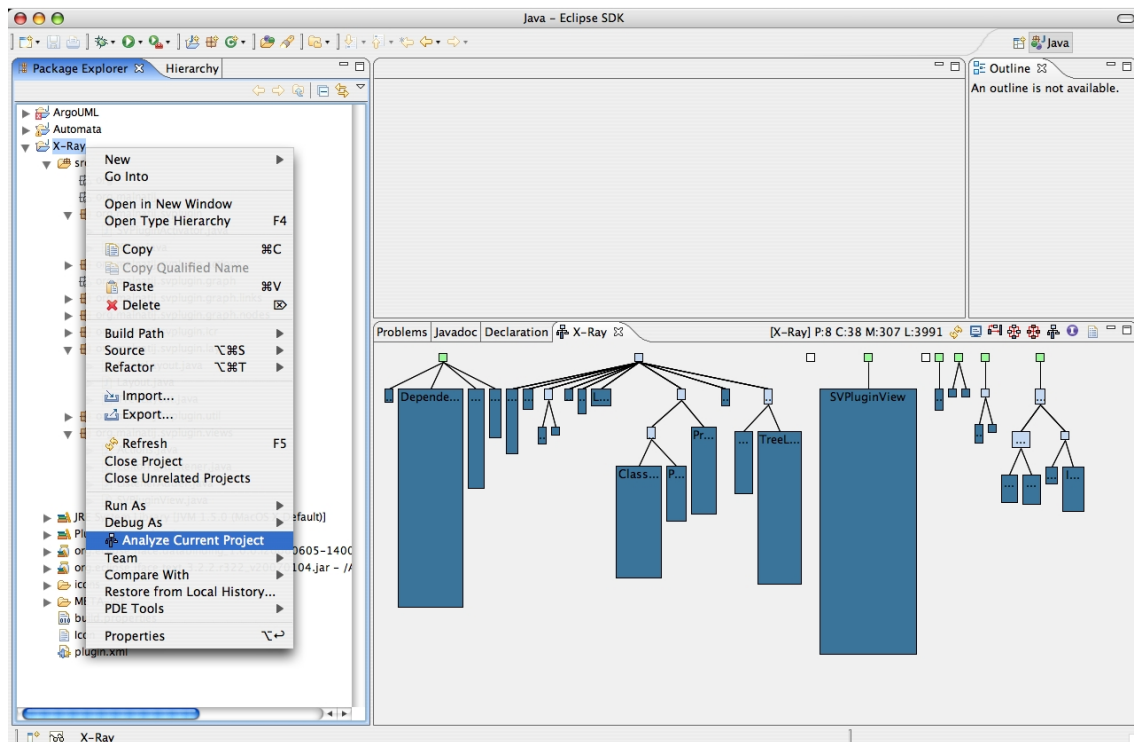 Java – Eclipse SDK
Java
Package Explorer
Hierarchy
Outline
An outline is not available.
ArgoUML
Automata
X-Ray
New
Go Into
Open in New Window
Open Type Hierarchy F4
Copy ⌘C
Copy Qualified Name
Paste ⌘V
Delete ⌦
Build Path
Source ⌥⌘S
Refactor ⌥⌘T
Import...
Export...
Refresh F5
Close Project
Close Unrelated Projects
Run As
Debug As
Analyze Current Project
Team
Compare With
Restore from Local History...
PDE Tools
Properties ⌥↩
plugin.xml
Problems Javadoc Declaration X-Ray
[X-Ray] P:8 C:38 M:307 L:3991
Depende...
L...
Class...
P...
Pr...
TreeL...
SVPluginView
I...
X-Ray